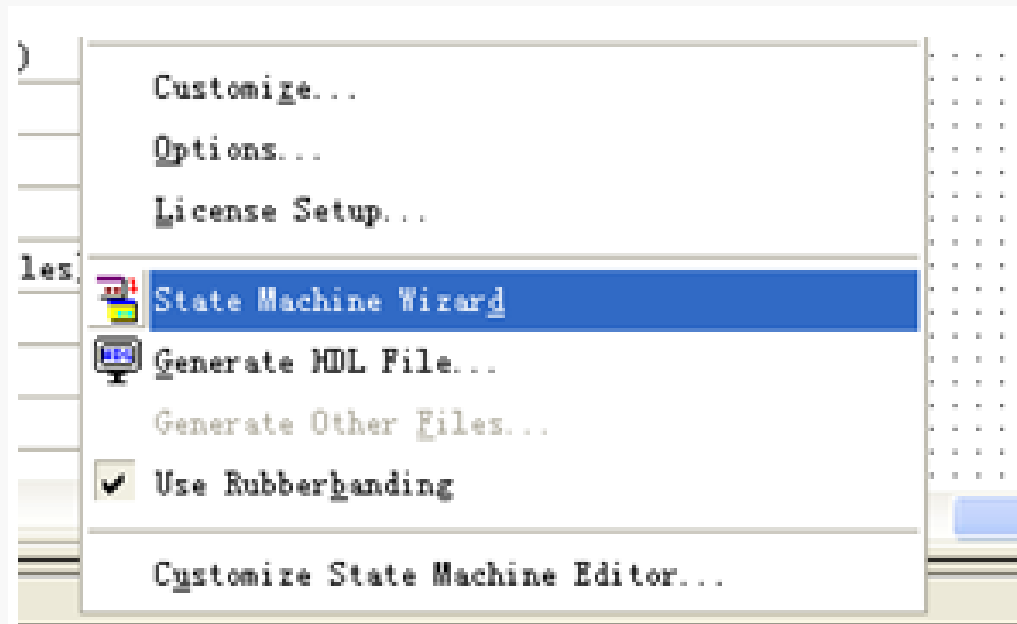 )
Customize...
Options...
License Setup...
les
State Machine Wizard
Generate HDL File...
Generate Other Files...
Use Rubberbanding
Customize State Machine Editor...